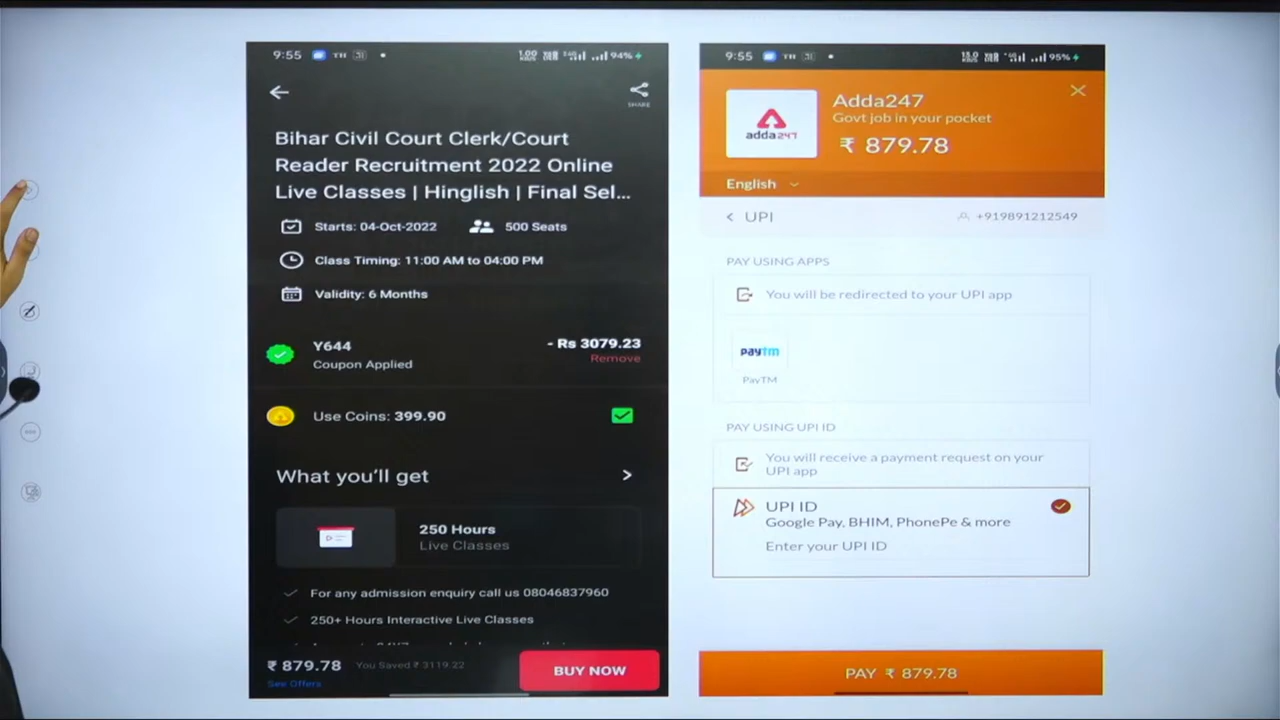 9:55
94%
SHARE
Bihar Civil Court Clerk/Court
Reader Recruitment 2022 Online
Live Classes | Hinglish | Final Sel...
Starts: 04-Oct-2022
500 Seats
Class Timing: 11:00 AM to 04:00 PM
Validity: 6 Months
Y644
- Rs 3079.23
Coupon Applied
Remove
Use Coins: 399.90
What you'll get
250 Hours
Live Classes
For any admission enquiry call us 08046837960
250+ Hours Interactive Live Classes
₹ 879.78
You Saved ₹ 3119.22
See Offers
BUY NOW
9:55
95%
adda247
Adda247
Govt job in your pocket
₹ 879.78
English
UPI
+919891212549
PAY USING APPS
You will be redirected to your UPI app
paytm
PayTM
PAY USING UPI ID
You will receive a payment request on your
UPI app
UPI ID
Google Pay, BHIM, PhonePe & more
Enter your UPI ID
PAY ₹ 879.78